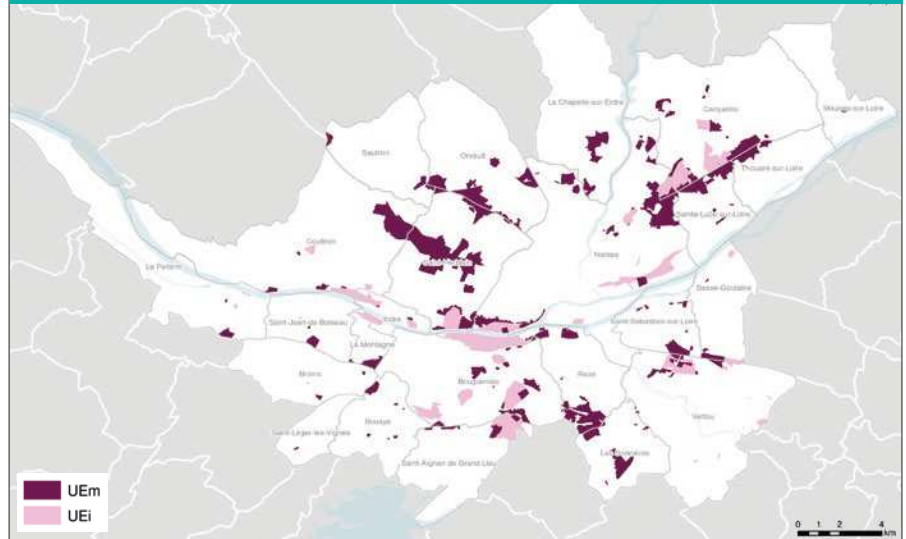 La Chapelle-sur-Erdre
Carquefou
Mauves-sur-Loire
Sautron
Orvault
Thouaré-sur-Loire
Sainte-Luce-sur-Loire
Couëron
Saint-Herblain
Nantes
Le Pellerin
Basse-Goulaine
Saint-Jean-de-Boiseau
Indre
Saint-Sébastien-sur-Loire
La Montagne
Brains
Bouguenais
Rezé
Vertou
Bouaye
Saint-Léger-les-Vignes
Les Sorinières
Saint-Aignan de Grand Lieu
UEm
UEi
0 1 2 4
km